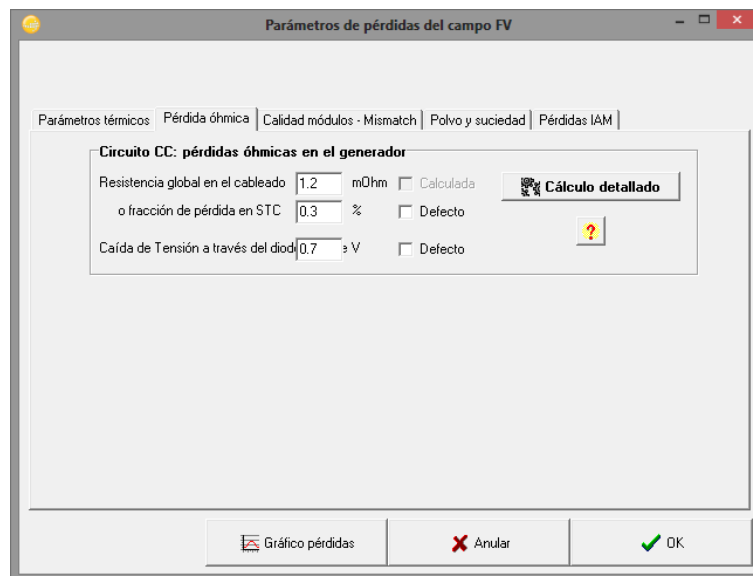 Parámetros de pérdidas del campo FV
Parámetros térmicos Pérdida óhmica Calidad módulos - Mismatch Polvo y suciedad Pérdidas IAM
Circuito CC: pérdidas óhmicas en el generador
Resistencia global en el cableado 1.2 mOhm Calculada Cálculo detallado
o fracción de pérdida en STC 0.3 % Defecto
?
Caída de Tensión a través del diod 0.7 e V Defecto
Gráfico pérdidas Anular OK